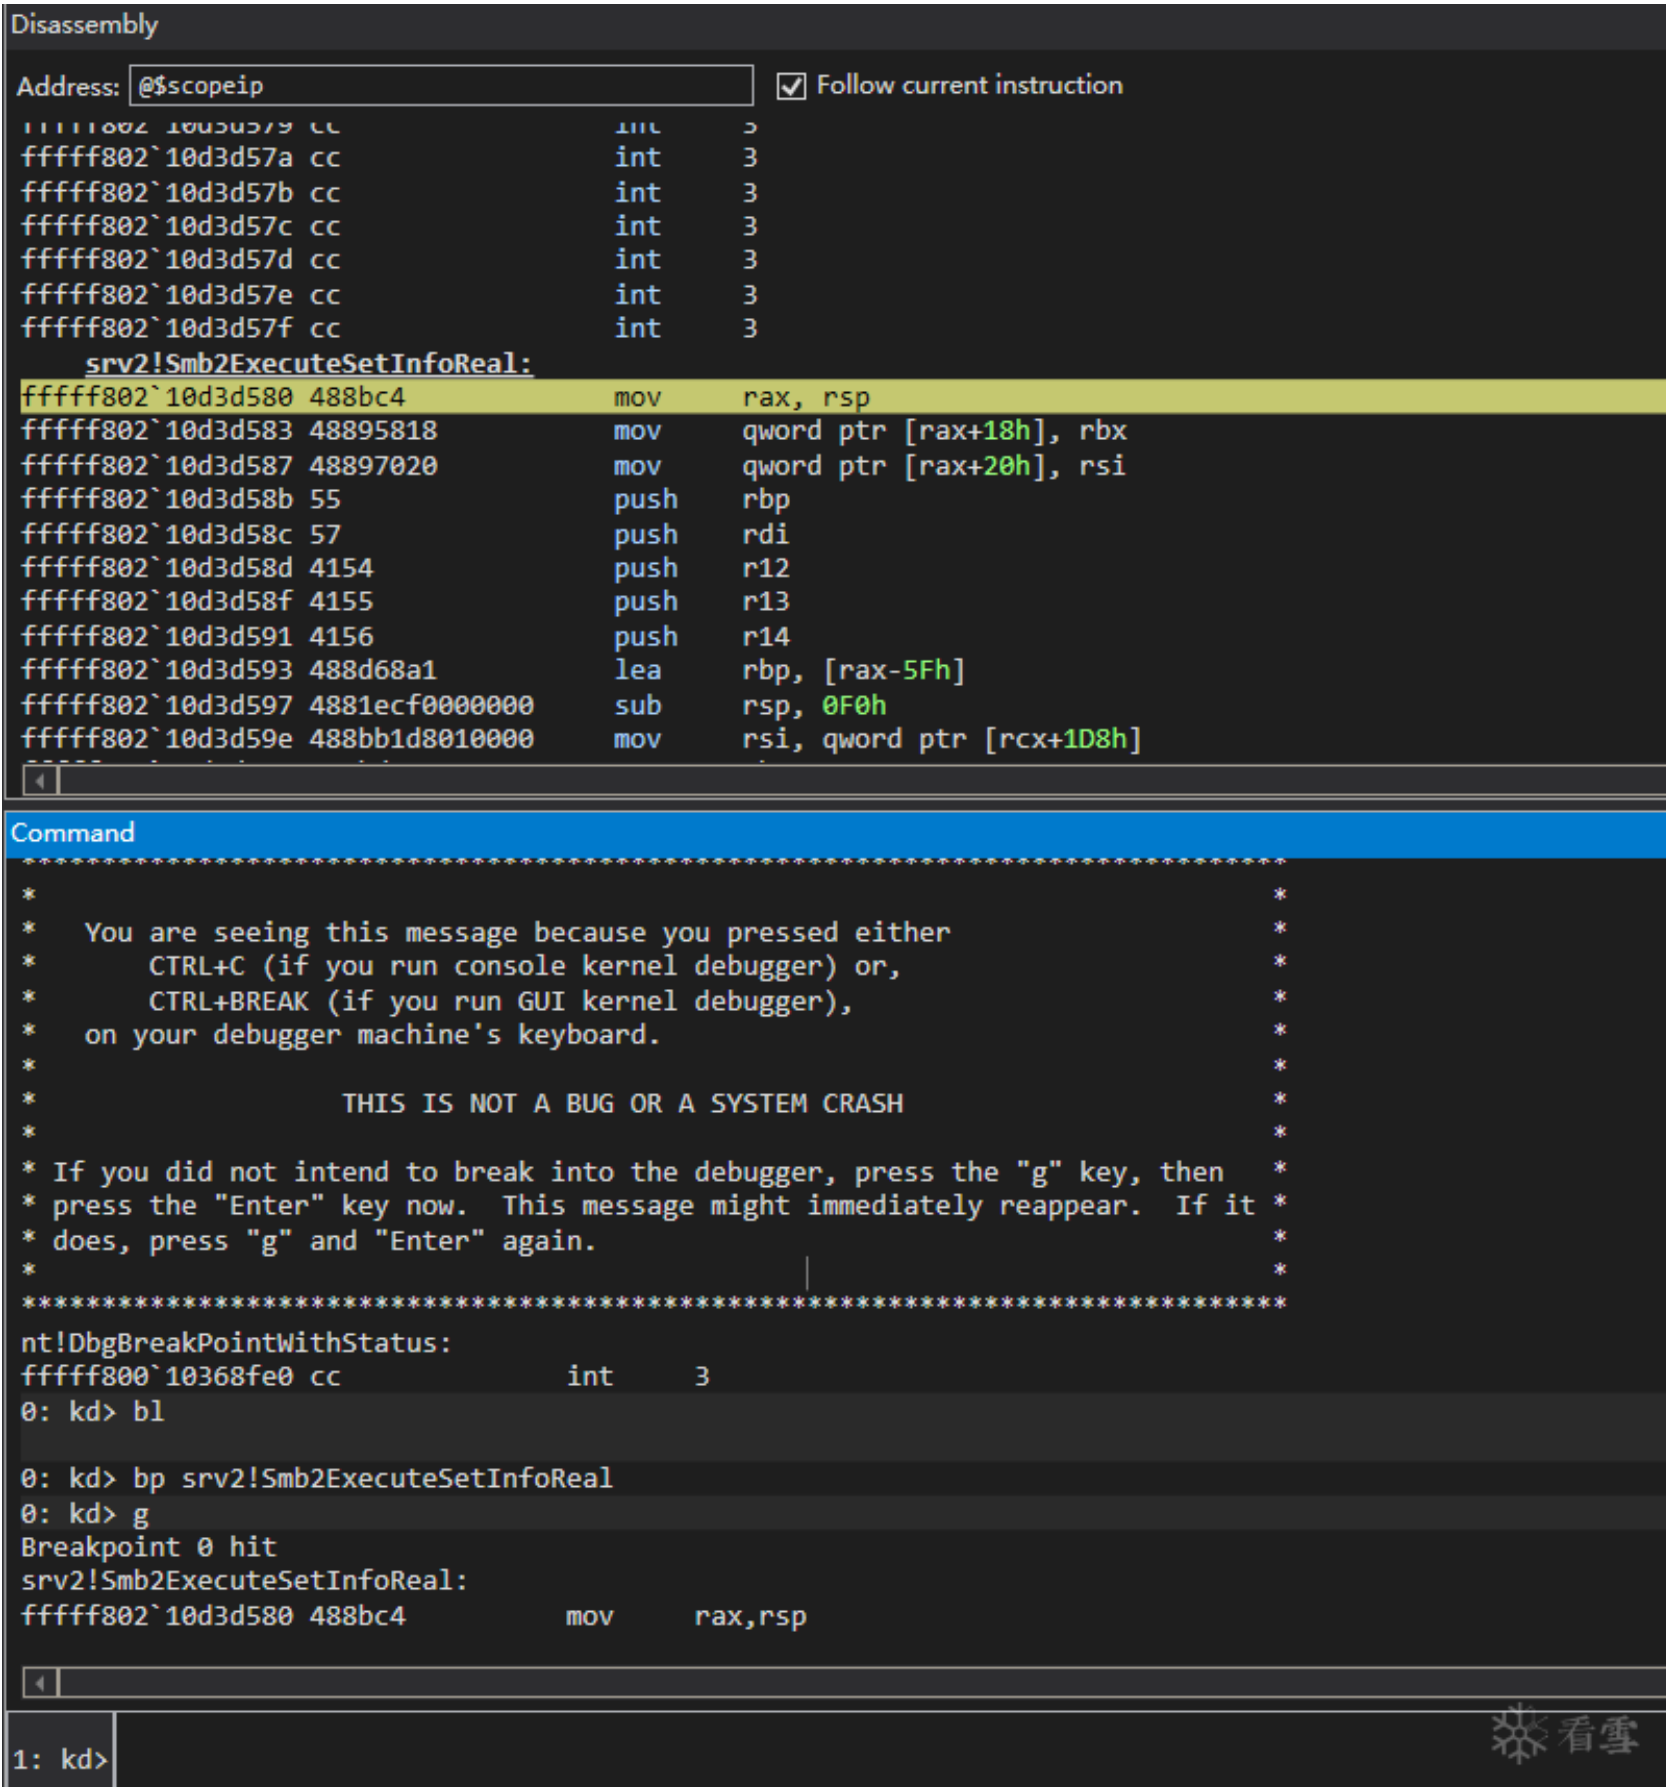 Disassembly
Address: @$scopeip Follow current instruction
fffff802`10d3d579 cc int 3
fffff802`10d3d57a cc int 3
fffff802`10d3d57b cc int 3
fffff802`10d3d57c cc int 3
fffff802`10d3d57d cc int 3
fffff802`10d3d57e cc int 3
fffff802`10d3d57f cc int 3
srv2!Smb2ExecuteSetInfoReal:
fffff802`10d3d580 488bc4 mov rax, rsp
fffff802`10d3d583 48895818 mov qword ptr [rax+18h], rbx
fffff802`10d3d587 48897020 mov qword ptr [rax+20h], rsi
fffff802`10d3d58b 55 push rbp
fffff802`10d3d58c 57 push rdi
fffff802`10d3d58d 4154 push r12
fffff802`10d3d58f 4155 push r13
fffff802`10d3d591 4156 push r14
fffff802`10d3d593 488d68a1 lea rbp, [rax-5Fh]
fffff802`10d3d597 4881ecf0000000 sub rsp, 0F0h
fffff802`10d3d59e 488bb1d8010000 mov rsi, qword ptr [rcx+1D8h]
Command
*******************************************************************************
* *
* You are seeing this message because you pressed either *
* CTRL+C (if you run console kernel debugger) or, *
* CTRL+BREAK (if you run GUI kernel debugger), *
* on your debugger machine's keyboard. *
* *
* THIS IS NOT A BUG OR A SYSTEM CRASH *
* *
* If you did not intend to break into the debugger, press the "g" key, then *
* press the "Enter" key now. This message might immediately reappear. If it *
* does, press "g" and "Enter" again. *
* *
*******************************************************************************
nt!DbgBreakPointWithStatus:
fffff800`10368fe0 cc int 3
0: kd> bl
0: kd> bp srv2!Smb2ExecuteSetInfoReal
0: kd> g
Breakpoint 0 hit
srv2!Smb2ExecuteSetInfoReal:
fffff802`10d3d580 488bc4 mov rax,rsp
1: kd>
看雪